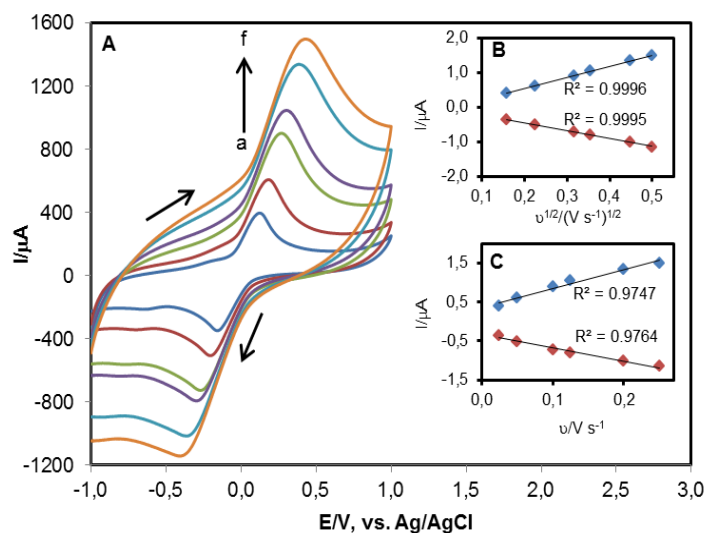 A
f
a
I/μA
1600
1200
800
400
0
-400
-800
-1200
-1,0
-0,5
0,0
0,5
1,0
1,5
2,0
2,5
3,0
E/V, vs. Ag/AgCl
B
I/μA
2,0
1,0
0,0
-1,0
-2,0
R² = 0.9996
R² = 0.9995
0,1
0,2
0,3
0,4
0,5
υ1/2/(V s-1)1/2
C
I/μA
1,5
0,5
-0,5
-1,5
R² = 0.9747
R² = 0.9764
0,0
0,1
0,2
υ/V s-1